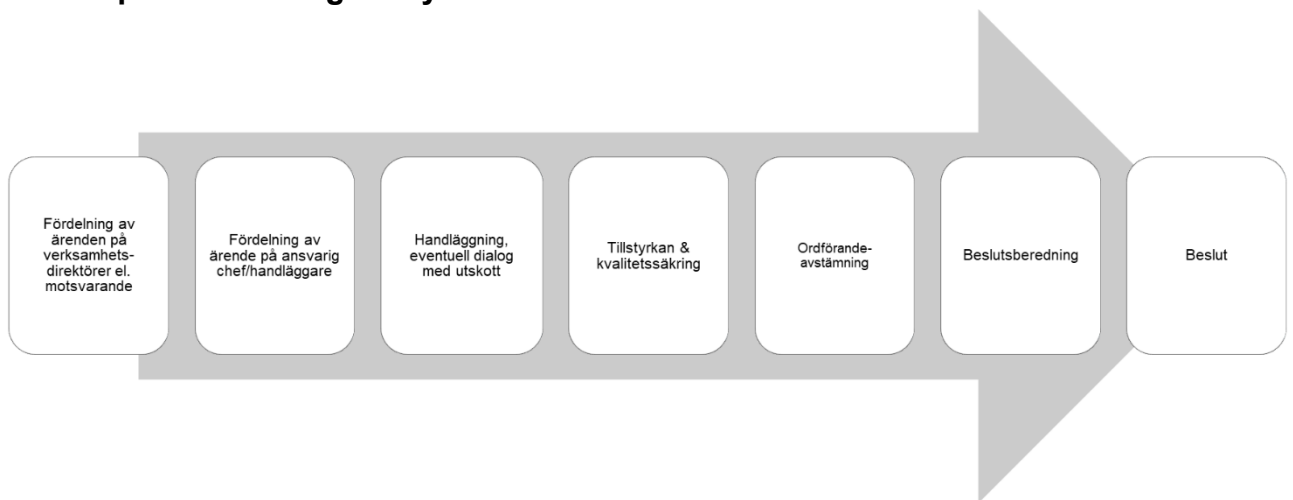 Fördelning av
ärenden på
verksamhets-
direktörer el.
motsvarande
Fördelning av
ärende på ansvarig
chef/handläggare
Handläggning,
eventuell dialog
med utskott
Tillstyrkan &
kvalitetssäkring
Ordförande-
avstämning
Beslutsberedning
Beslut